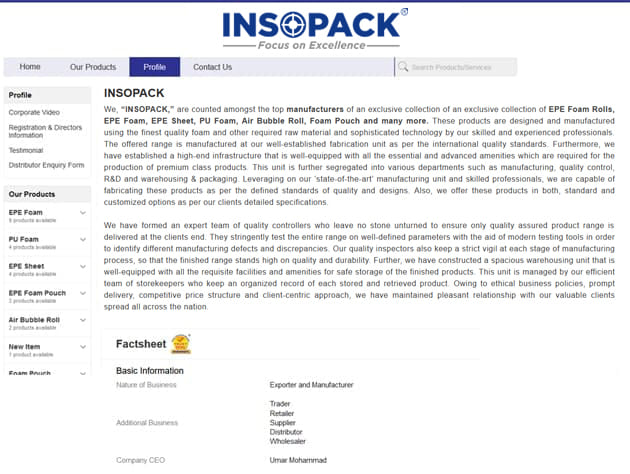 INSOPACK
Focus on Excellence
Home Our Products Profile Contact Us Search Products/Services
Profile
Corporate Video
Registration & Directors
Information
Testimonial
Distributor Enquiry Form
Our Products
EPE Foam
5 products available
PU Foam
4 products available
EPE Sheet
4 products available
EPE Foam Pouch
2 products available
Air Bubble Roll
2 products available
New Item
1 product available
Foam Pouch
INSOPACK
We, “INSOPACK,” are counted amongst the top manufacturers of an exclusive collection of an exclusive collection of EPE Foam Rolls,
EPE Foam, EPE Sheet, PU Foam, Air Bubble Roll, Foam Pouch and many more. These products are designed and manufactured
using the finest quality foam and other required raw material and sophisticated technology by our skilled and experienced professionals.
The offered range is manufactured at our well-established fabrication unit as per the international quality standards. Furthermore, we
have established a high-end infrastructure that is well-equipped with all the essential and advanced amenities which are required for the
production of premium class products. This unit is further segregated into various departments such as manufacturing, quality control,
R&D and warehousing & packaging. Leveraging on our 'state-of-the-art' manufacturing unit and skilled professionals, we are capable of
fabricating these products as per the defined standards of quality and designs. Also, we offer these products in both, standard and
customized options as per our clients detailed specifications.
We have formed an expert team of quality controllers who leave no stone unturned to ensure only quality assured product range is
delivered at the clients end. They stringently test the entire range on well-defined parameters with the aid of modern testing tools in order
to identify different manufacturing defects and discrepancies. Our quality inspectors also keep a strict vigil at each stage of manufacturing
process, so that the finished range stands high on quality and durability. Further, we have constructed a spacious warehousing unit that is
well-equipped with all the requisite facilities and amenities for safe storage of the finished products. This unit is managed by our efficient
team of storekeepers who keep an organized record of each stored and retrieved product. Owing to ethical business policies, prompt
delivery, competitive price structure and client-centric approach, we have maintained pleasant relationship with our valuable clients
spread all across the nation.
Factsheet
Basic Information
Nature of Business Exporter and Manufacturer
Additional Business Trader
Retailer
Supplier
Distributor
Wholesaler
Company CEO Umar Mohammad